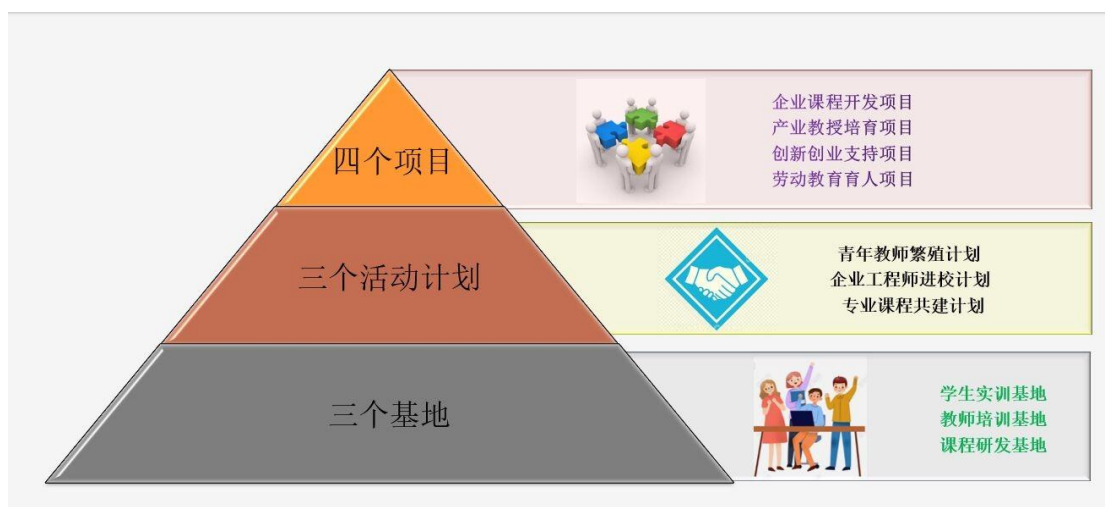 四个项目
企业课程开发项目
产业教授培育项目
创新创业支持项目
劳动教育育人项目
三个活动计划
青年教师繁殖计划
企业工程师进校计划
专业课程共建计划
三个基地
学生实训基地
教师培训基地
课程研发基地